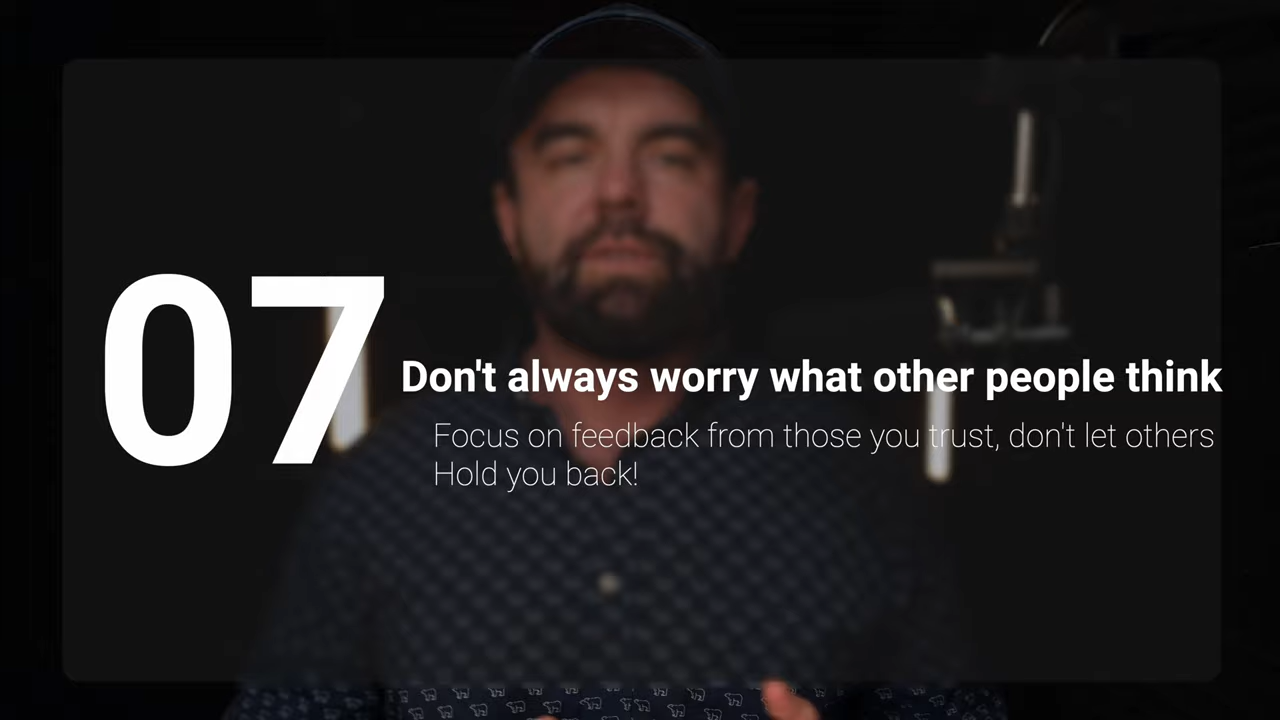 07
Don't always worry what other people think
Focus on feedback from those you trust, don't let others
Hold you back!